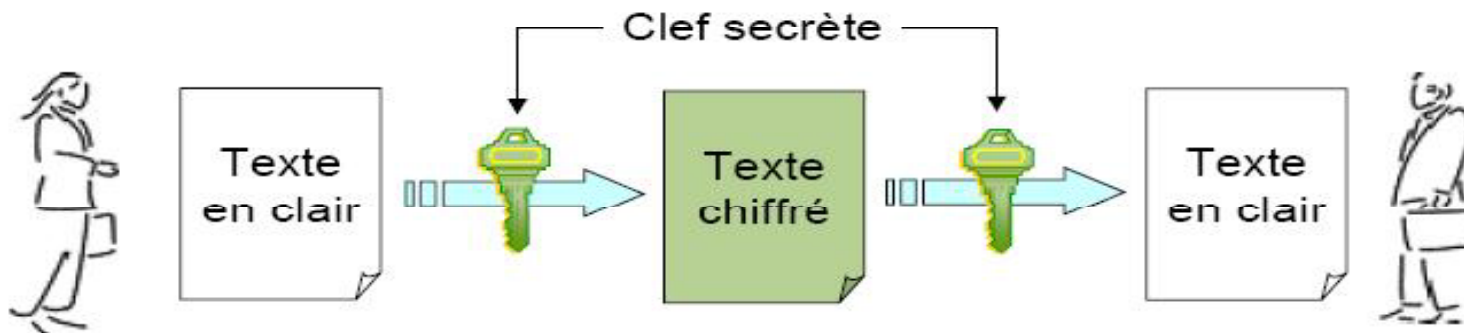 Clef secrète
Texte
en clair
Texte
chiffré
Texte
en clair